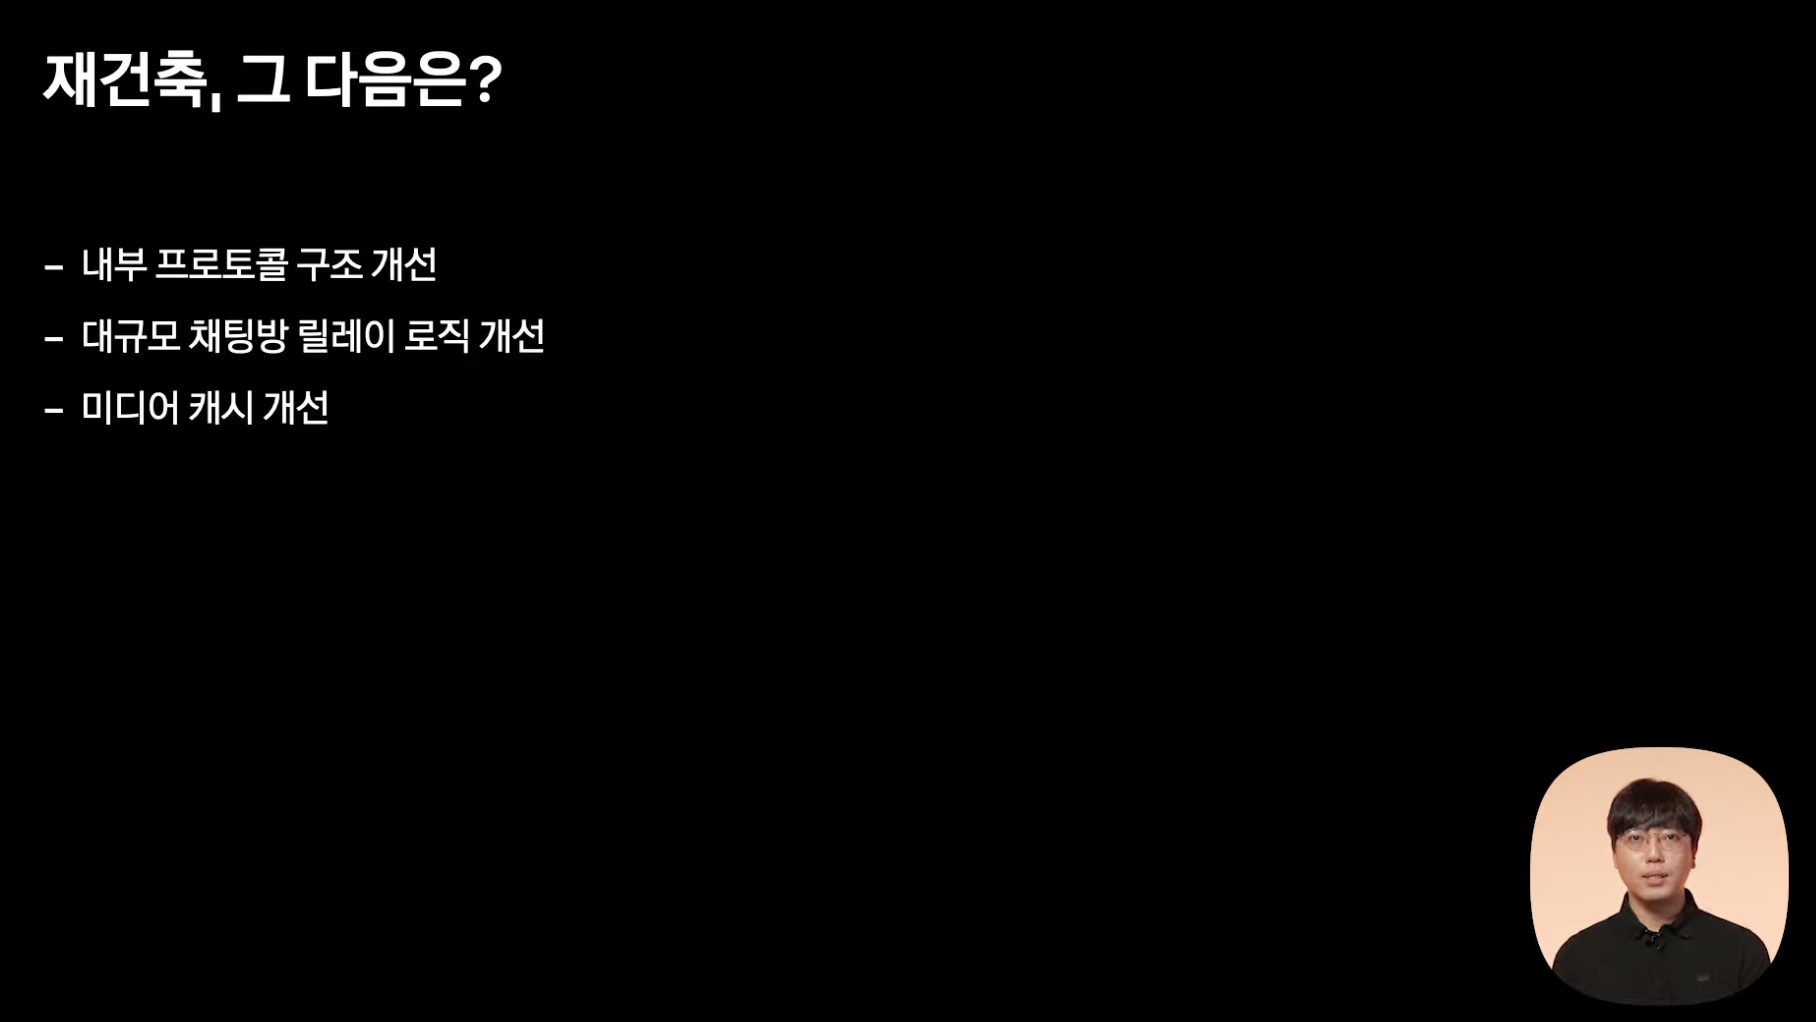 재건축, 그 다음은?
- 내부 프로토콜 구조 개선
- 대규모 채팅방 릴레이 로직 개선
- 미디어 캐시 개선